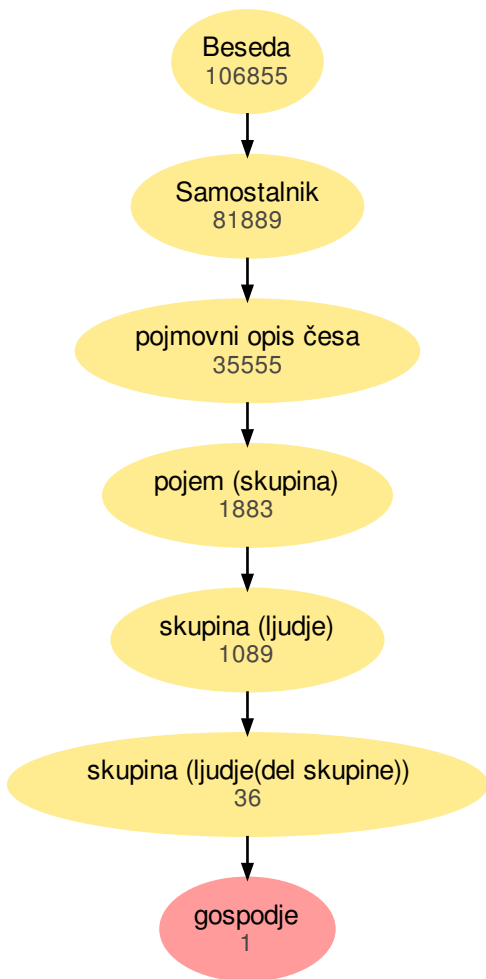 Beseda
106855
Samostalnik
81889
pojmovni opis česa
35555
pojem (skupina)
1883
skupina (ljudje)
1089
skupina (ljudje(del skupine))
36
gospodje
1